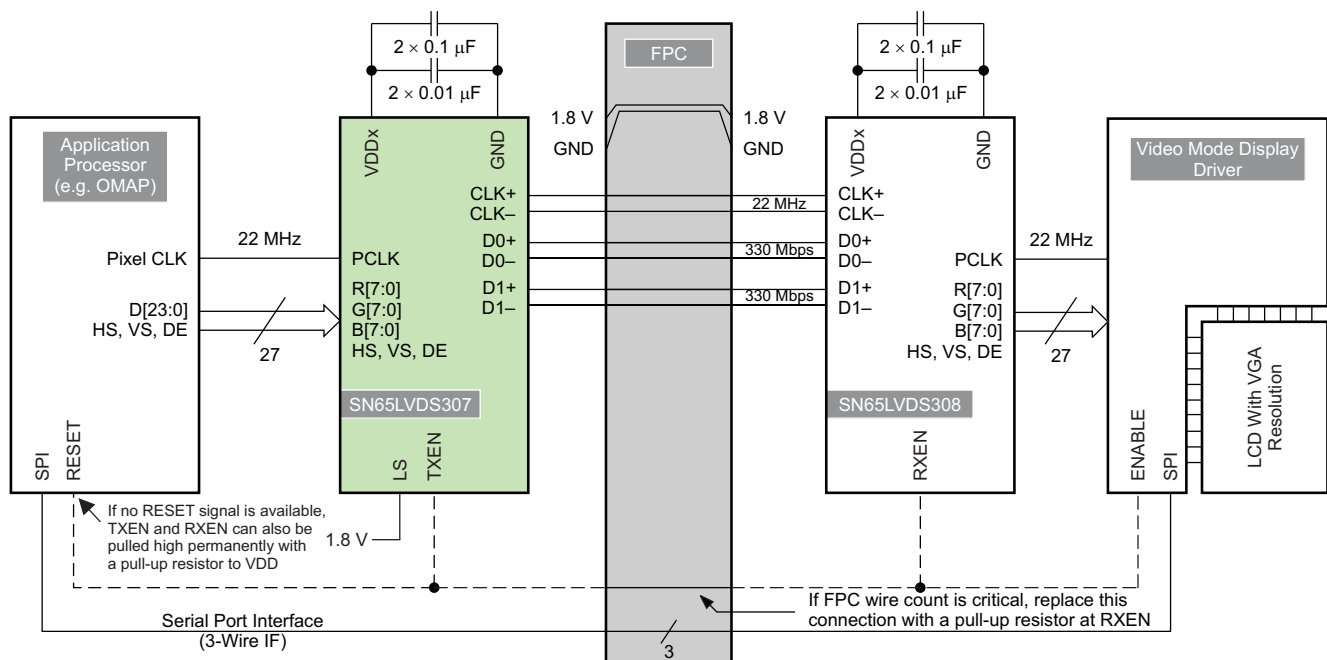 2 × 0.1 µF
2 × 0.01 µF
FPC
2 × 0.1 µF
2 × 0.01 µF
1.8 V
GND
1.8 V
GND
Application
Processor
(e.g. OMAP)
Pixel CLK
D[23:0]
HS, VS, DE
SPI
RESET
22 MHz
27
VDDx
GND
CLK+
CLK–
D0+
D0–
D1+
D1–
PCLK
R[7:0]
G[7:0]
B[7:0]
HS, VS, DE
SN65LVDS307
LS
TXEN
22 MHz
330 Mbps
330 Mbps
VDDx
GND
CLK+
CLK–
D0+
D0–
D1+
D1–
PCLK
R[7:0]
G[7:0]
B[7:0]
HS, VS, DE
SN65LVDS308
RXEN
22 MHz
27
Video Mode Display
Driver
LCD With VGA
Resolution
ENABLE
SPI
If no RESET signal is available,
TXEN and RXEN can also be
pulled high permanently with
a pull-up resistor to VDD
1.8 V
If FPC wire count is critical, replace this
connection with a pull-up resistor at RXEN
Serial Port Interface
(3-Wire IF)
3